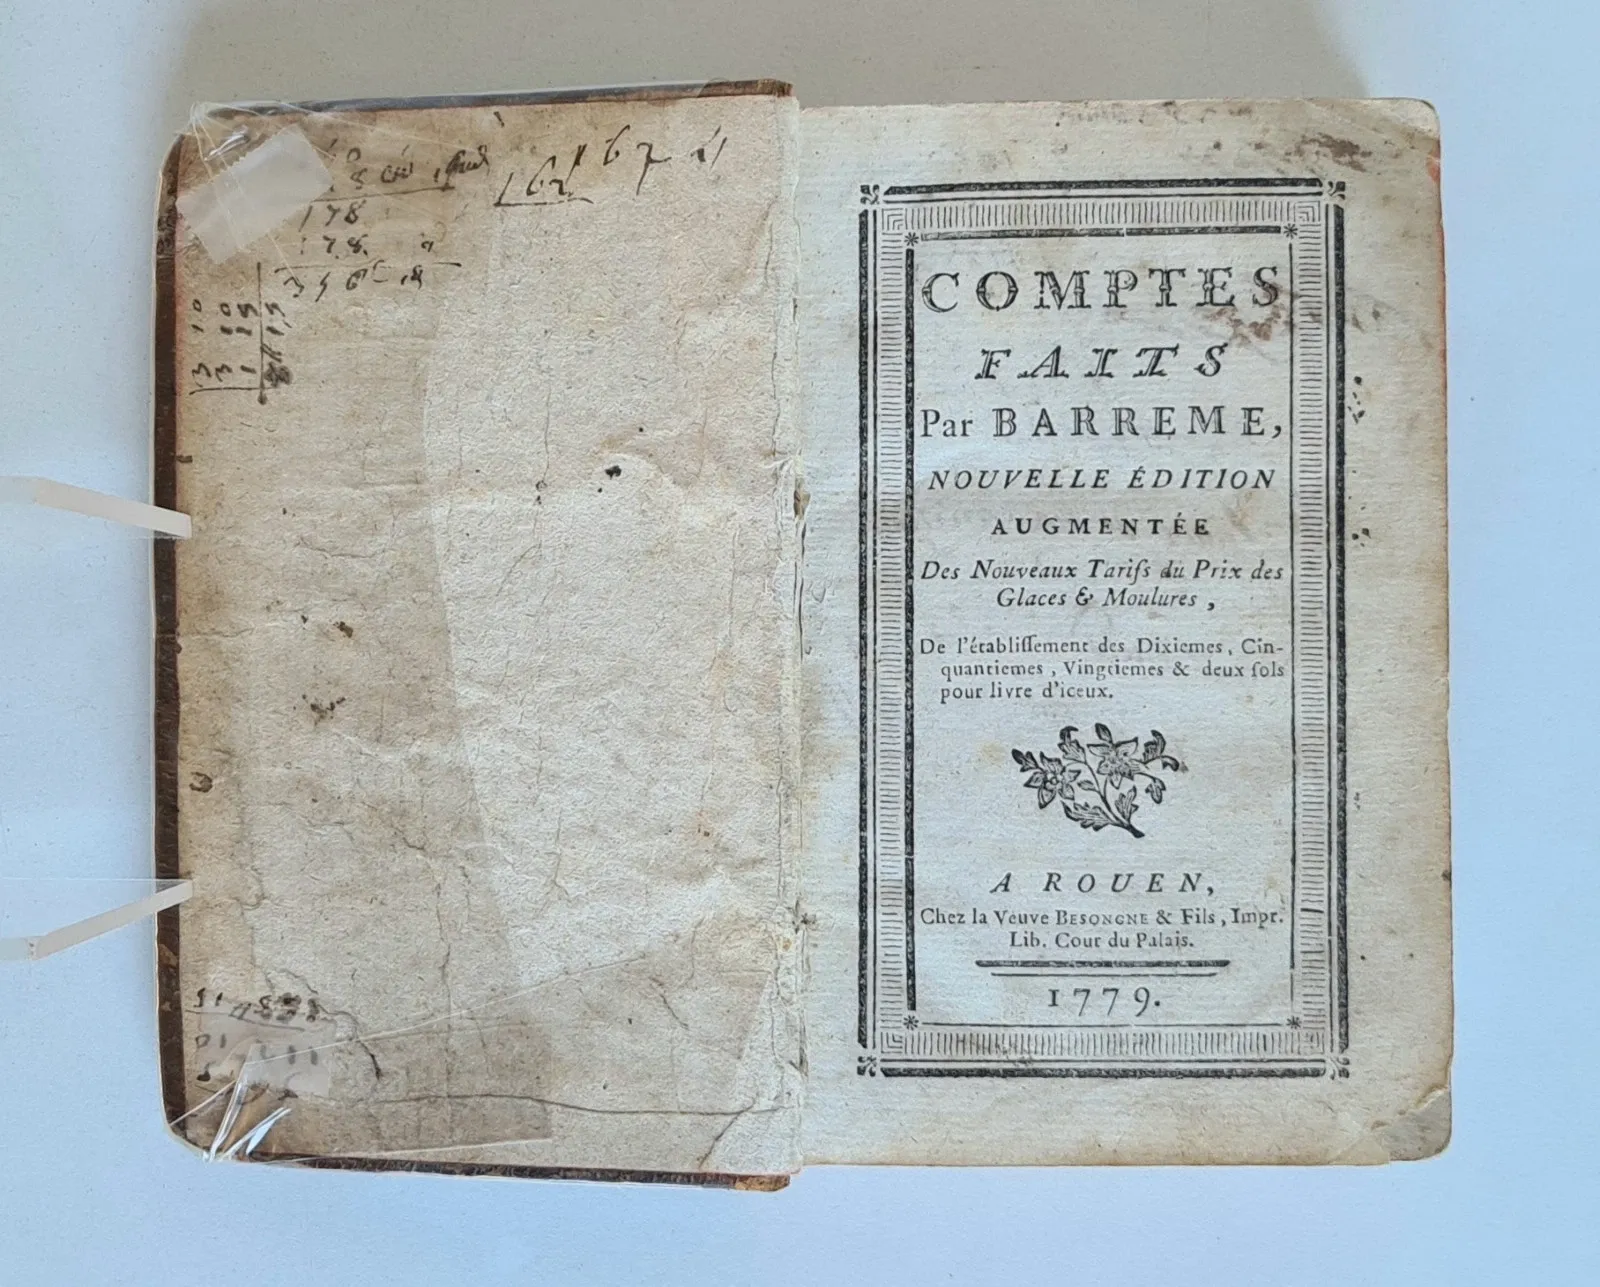 178
178
COMPTES
FAITS
Par BARREME,
NOUVELLE ÉDITION
AUGMENTÉE
Des Nouveaux Tarifs du Prix des
Glaces & Moulures,
De l'établiſſement des Dixiemes, Cin-
quantiemes, Vingtiemes & deux ſols
pour livre d'iceux.
A ROUEN,
Chez la Veuve BESONGNE & Fils, Impr.
Lib. Cour du Palais.
1779.